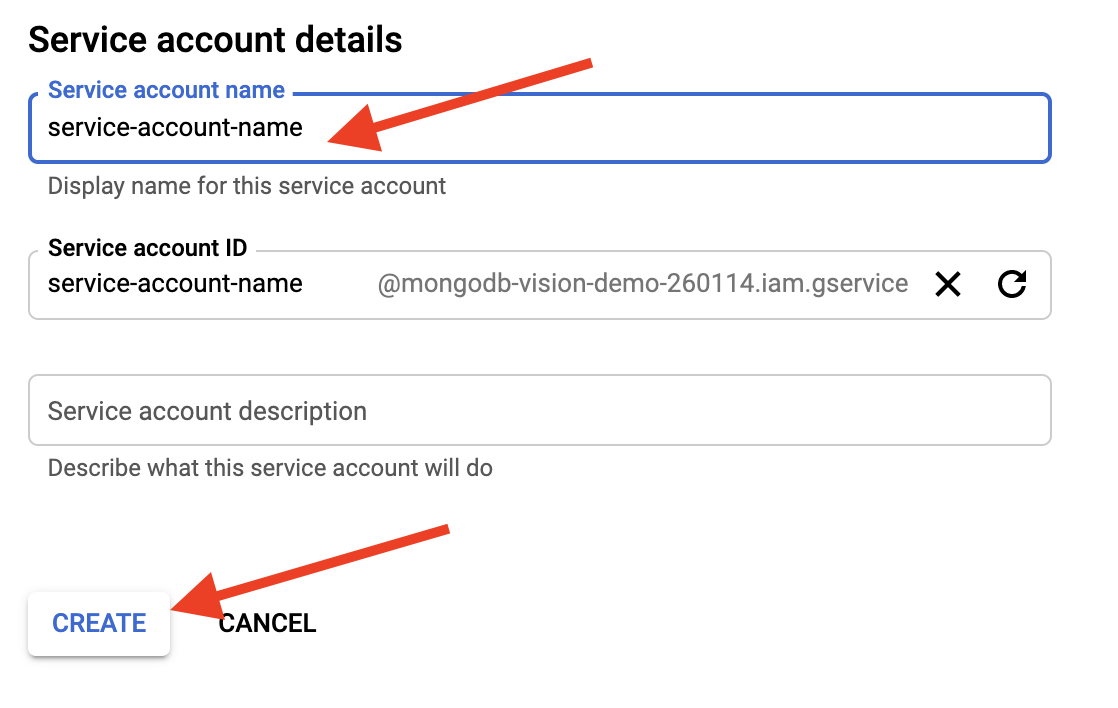 Service account details
Service account name
service-account-name
Display name for this service account
Service account ID
service-account-name @mongodb-vision-demo-260114.iam.gservice
Service account description
Describe what this service account will do
CREATE CANCEL